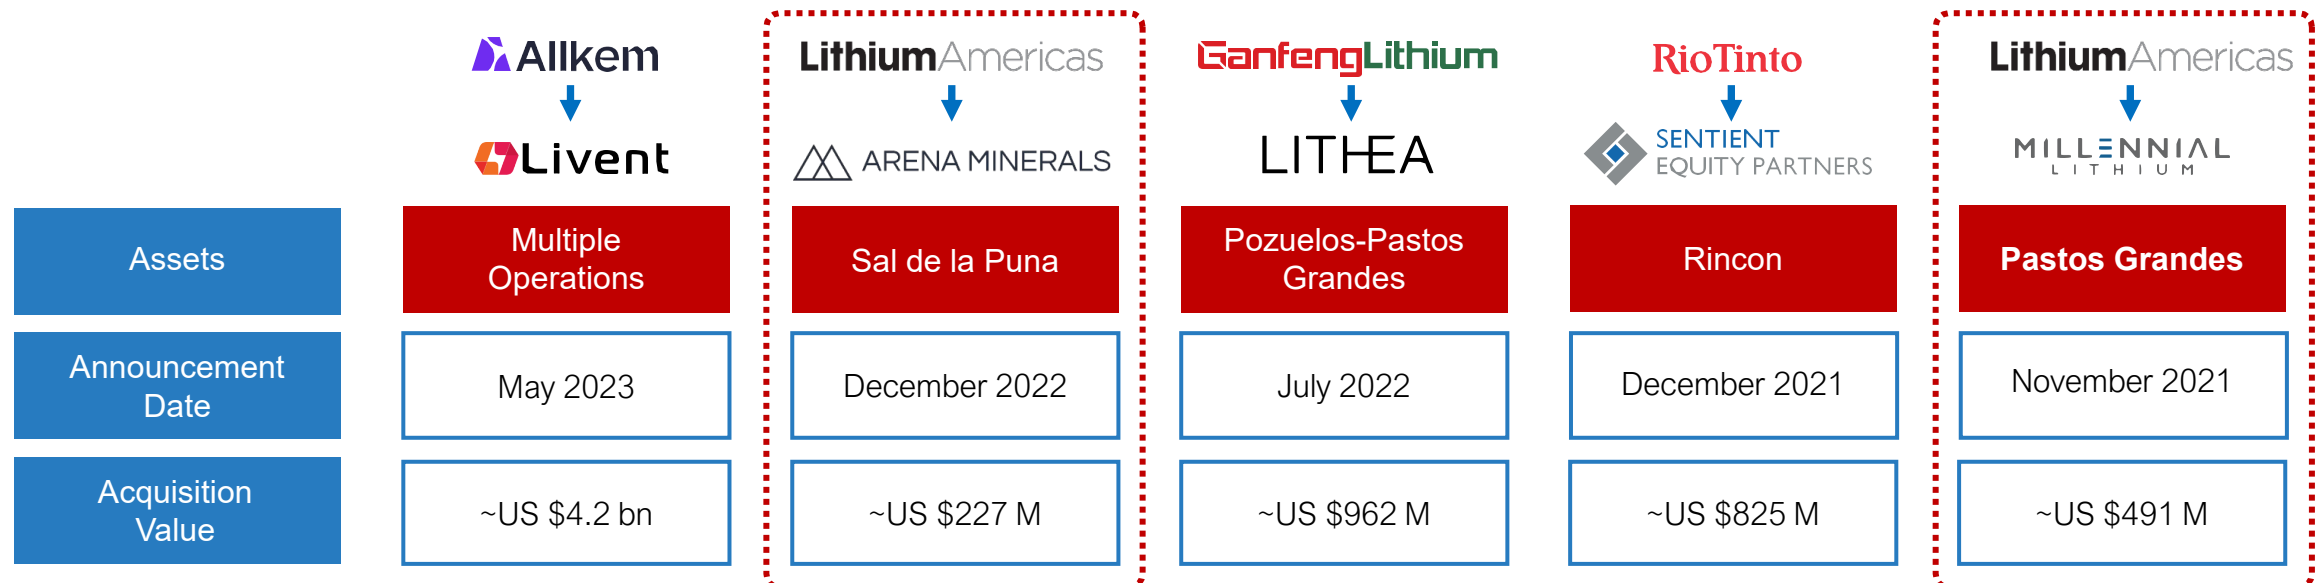 Allkem
LithiumAmericas
GanfengLithium
RioTinto
LithiumAmericas
Livent
ARENA MINERALS
LITHEA
SENTIENT
EQUITY PARTNERS
MILLENNIAL
LITHIUM
Assets
Multiple
Operations
Sal de la Puna
Pozuelos-Pastos
Grandes
Rincon
Pastos Grandes
Announcement
Date
May 2023
December 2022
July 2022
December 2021
November 2021
Acquisition
Value
~US $4.2 bn
~US $227 M
~US $962 M
~US $825 M
~US $491 M